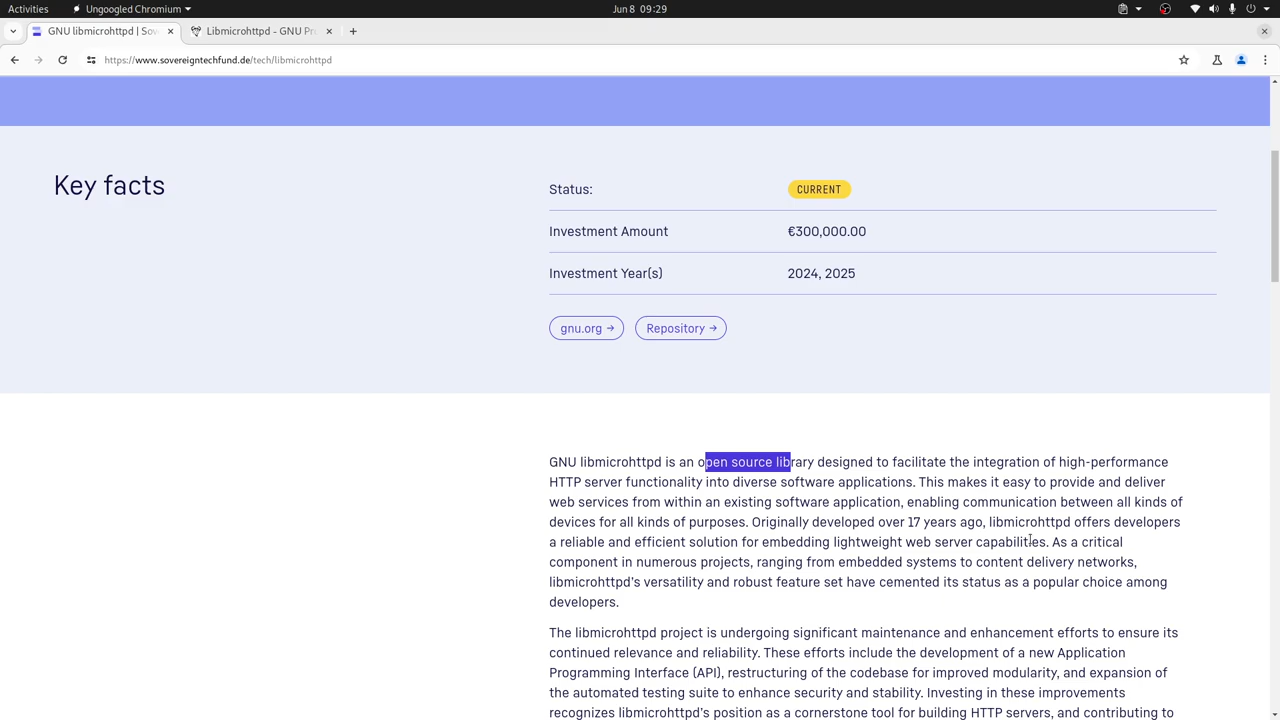 Activities
Ungoogled Chromium
Jun 8 09:29
GNU libmicrohttpd | Sov
Libmicrohttpd - GNU Pr
https://www.sovereigntechfund.de/tech/libmicrohttpd
Key facts
Status: CURRENT
Investment Amount €300,000.00
Investment Year(s) 2024, 2025
gnu.org → Repository →
GNU libmicrohttpd is an open source library designed to facilitate the integration of high-performance
HTTP server functionality into diverse software applications. This makes it easy to provide and deliver
web services from within an existing software application, enabling communication between all kinds of
devices for all kinds of purposes. Originally developed over 17 years ago, libmicrohttpd offers developers
a reliable and efficient solution for embedding lightweight web server capabilities. As a critical
component in numerous projects, ranging from embedded systems to content delivery networks,
libmicrohttpd's versatility and robust feature set have cemented its status as a popular choice among
developers.
The libmicrohttpd project is undergoing significant maintenance and enhancement efforts to ensure its
continued relevance and reliability. These efforts include the development of a new Application
Programming Interface (API), restructuring of the codebase for improved modularity, and expansion of
the automated testing suite to enhance security and stability. Investing in these improvements
recognizes libmicrohttpd's position as a cornerstone tool for building HTTP servers, and contributing to